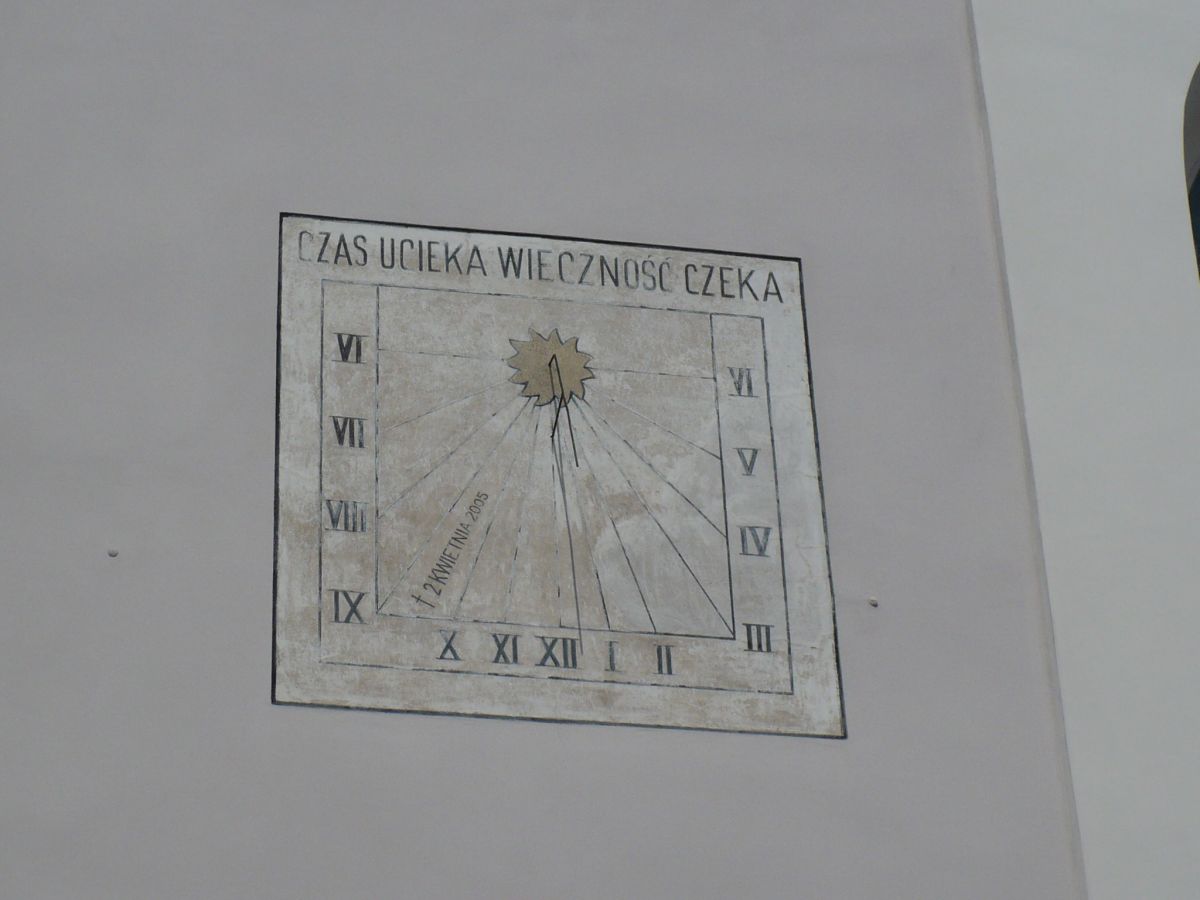 CZAS UCIEKA WIECZNOŚĆ CZEKA
VI VI
VII V
VIII IV
† 2 KWIETNIA 2005
IX III
X XI XII I II